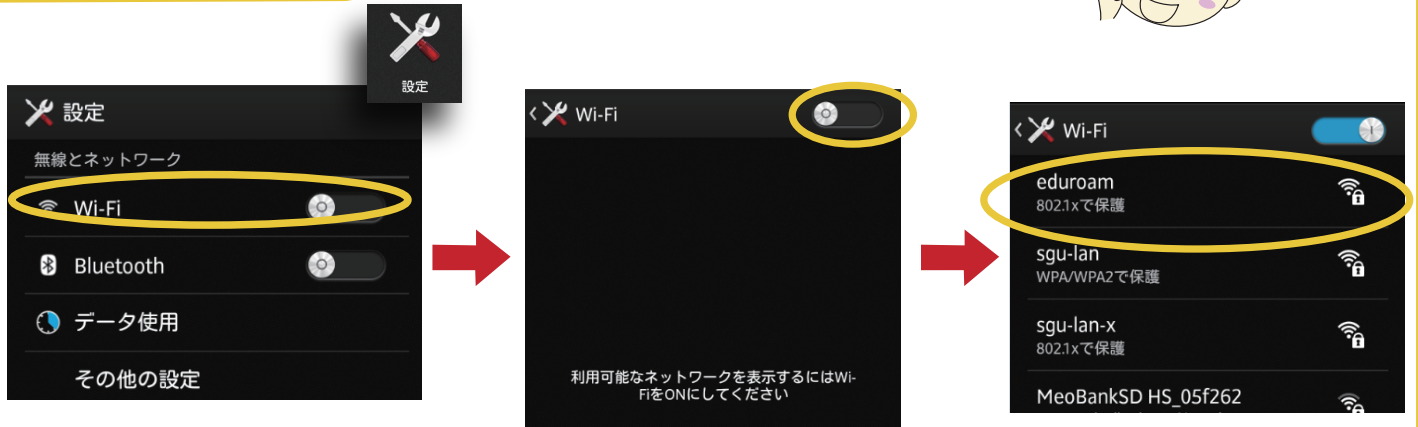 設定
設定
無線とネットワーク
Wi-Fi
Bluetooth
データ使用
その他の設定
Wi-Fi
利用可能なネットワークを表示するにはWi-
FiをONにしてください
Wi-Fi
eduroam
802.1xで保護
sgu-lan
WPA/WPA2で保護
sgu-lan-x
802.1xで保護
MeoBankSD HS_05f262